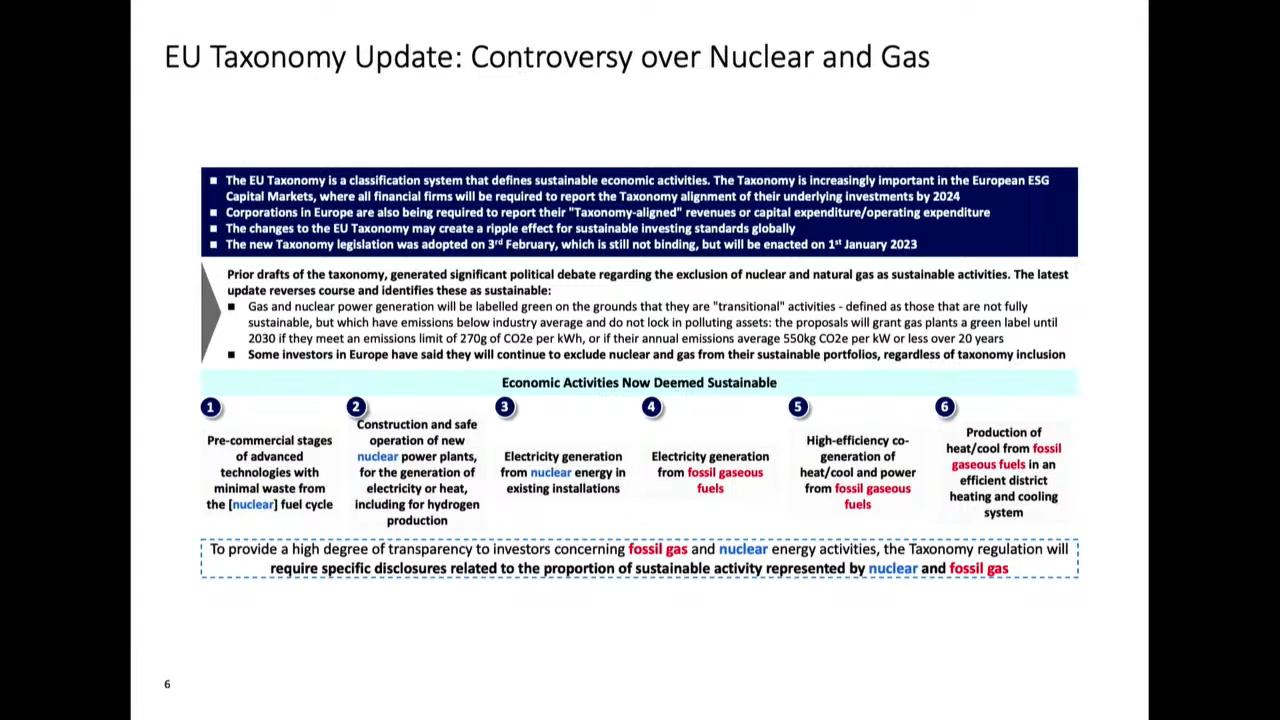 EU Taxonomy Update: Controversy over Nuclear and Gas
■ The EU Taxonomy is a classification system that defines sustainable economic activities. The Taxonomy is increasingly important in the European ESG
Capital Markets, where all financial firms will be required to report the Taxonomy alignment of their underlying investments by 2024
■ Corporations in Europe are also being required to report their "Taxonomy-aligned" revenues or capital expenditure/operating expenditure
■ The changes to the EU Taxonomy may create a ripple effect for sustainable investing standards globally
■ The new Taxonomy legislation was adopted on 3rd February, which is still not binding, but will be enacted on 1st January 2023
Prior drafts of the taxonomy, generated significant political debate regarding the exclusion of nuclear and natural gas as sustainable activities. The latest
update reverses course and identifies these as sustainable:
■ Gas and nuclear power generation will be labelled green on the grounds that they are "transitional" activities - defined as those that are not fully
sustainable, but which have emissions below industry average and do not lock in polluting assets: the proposals will grant gas plants a green label until
2030 if they meet an emissions limit of 270g of CO2e per kWh, or if their annual emissions average 550kg CO2e per kW or less over 20 years
■ Some investors in Europe have said they will continue to exclude nuclear and gas from their sustainable portfolios, regardless of taxonomy inclusion
Economic Activities Now Deemed Sustainable
1
Pre-commercial stages
of advanced
technologies with
minimal waste from
the [nuclear] fuel cycle
2
Construction and safe
operation of new
nuclear power plants,
for the generation of
electricity or heat,
including for hydrogen
production
3
Electricity generation
from nuclear energy in
existing installations
4
Electricity generation
from fossil gaseous
fuels
5
High-efficiency co-
generation of
heat/cool and power
from fossil gaseous
fuels
6
Production of
heat/cool from fossil
gaseous fuels in an
efficient district
heating and cooling
system
To provide a high degree of transparency to investors concerning fossil gas and nuclear energy activities, the Taxonomy regulation will
require specific disclosures related to the proportion of sustainable activity represented by nuclear and fossil gas
6